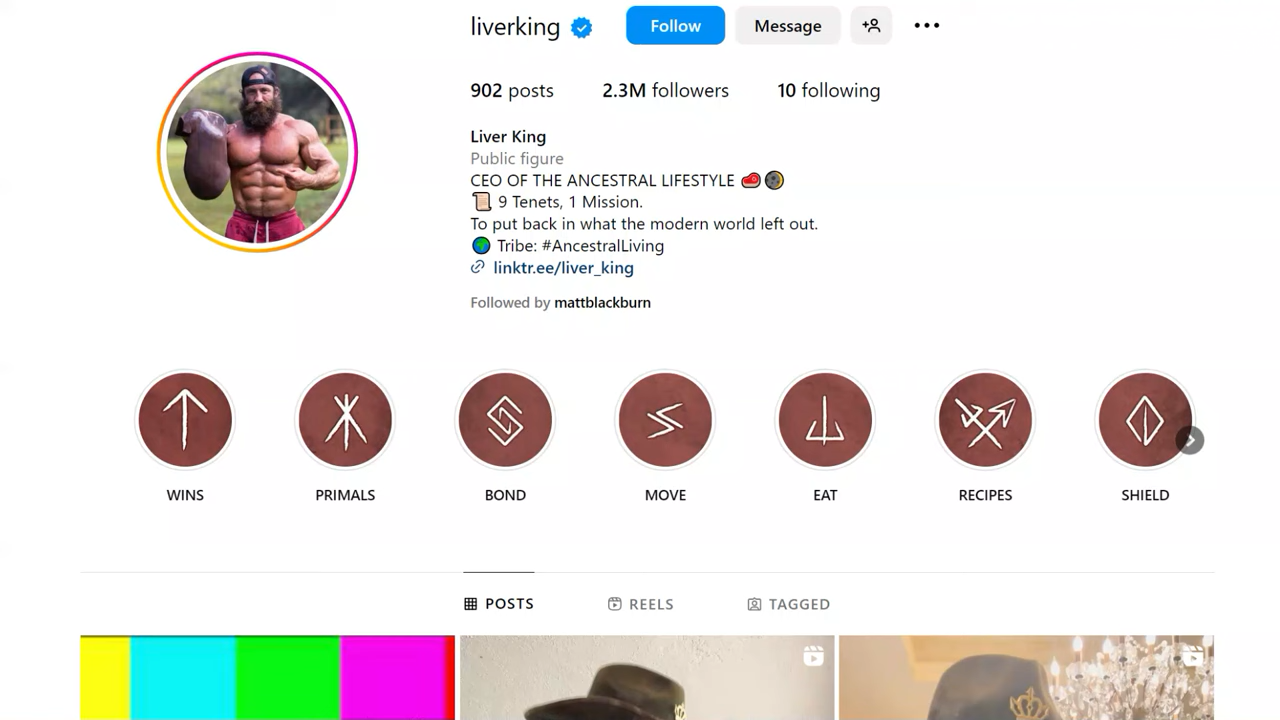 liverking
Follow
Message
902 posts
2.3M followers
10 following
Liver King
Public figure
CEO OF THE ANCESTRAL LIFESTYLE 🥩🌘
📜 9 Tenets, 1 Mission.
To put back in what the modern world left out.
🌍 Tribe: #AncestralLiving
linktr.ee/liver_king
Followed by mattblackburn
WINS
PRIMALS
BOND
MOVE
EAT
RECIPES
SHIELD
POSTS
REELS
TAGGED